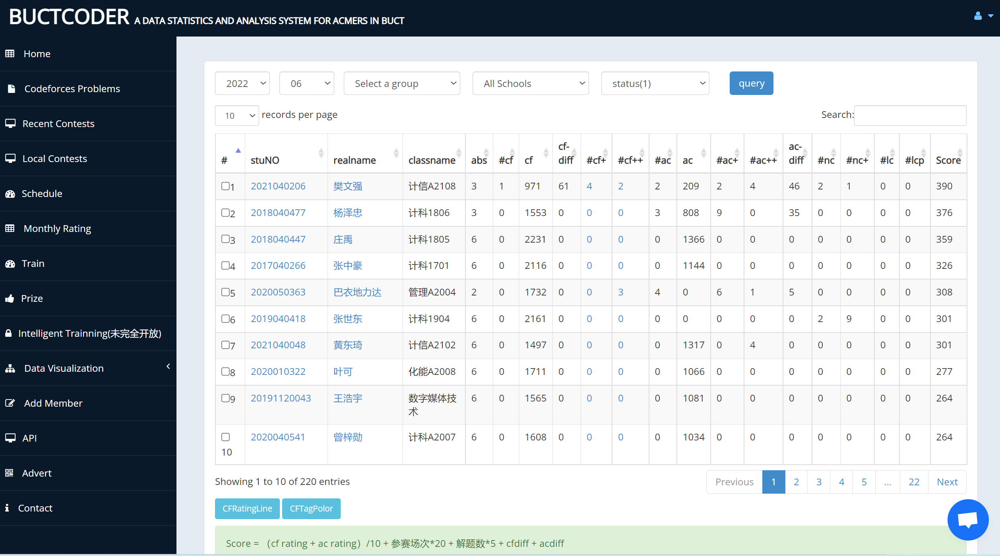 BUCTCODER A DATA STATISTICS AND ANALYSIS SYSTEM FOR ACMERS IN BUCT
Home
Codeforces Problems
Recent Contests
Local Contests
Schedule
Monthly Rating
Train
Prize
Intelligent Trainning(未完全开放)
Data Visualization
Add Member
API
Advert
Contact
2022 06 Select a group All Schools status(1) query
10 records per page Search:
# stuNO realname classname abs #cf cf cf-diff #cf+ #cf++ #ac ac #ac+ #ac++ ac-diff #nc #nc+ #lc #lcp Score
1 2021040206 樊文强 计信A2108 3 1 971 61 4 2 2 209 2 4 46 2 1 0 0 390
2 2018040477 杨泽忠 计科1806 3 0 1553 0 0 0 3 808 9 0 35 0 0 0 0 376
3 2018040447 庄禹 计科1805 6 0 2231 0 0 0 0 1366 0 0 0 0 0 0 0 359
4 2017040266 张中豪 计科1701 6 0 2116 0 0 0 0 1144 0 0 0 0 0 0 0 326
5 2020050363 巴衣地力达 管理A2004 2 0 1732 0 0 3 4 0 6 1 5 0 0 0 0 308
6 2019040418 张世东 计科1904 6 0 2161 0 0 0 0 0 0 0 0 2 9 0 0 301
7 2021040048 黄东琦 计信A2102 6 0 1497 0 0 0 0 1317 0 4 0 0 0 0 0 301
8 2020010322 叶可 化能A2008 6 0 1711 0 0 0 0 1066 0 0 0 0 0 0 0 277
9 20191120043 王浩宇 数字媒体技术 6 0 1565 0 0 0 0 1081 0 0 0 0 0 0 0 264
10 2020040541 曾梓勋 计科A2007 6 0 1608 0 0 0 0 1034 0 0 0 0 0 0 0 264
Showing 1 to 10 of 220 entries
Previous 1 2 3 4 5 ... 22 Next
CFRatingLine CFTagPolor
Score = （cf rating + ac rating）/10 + 参赛场次*20 + 解题数*5 + cfdiff + acdiff